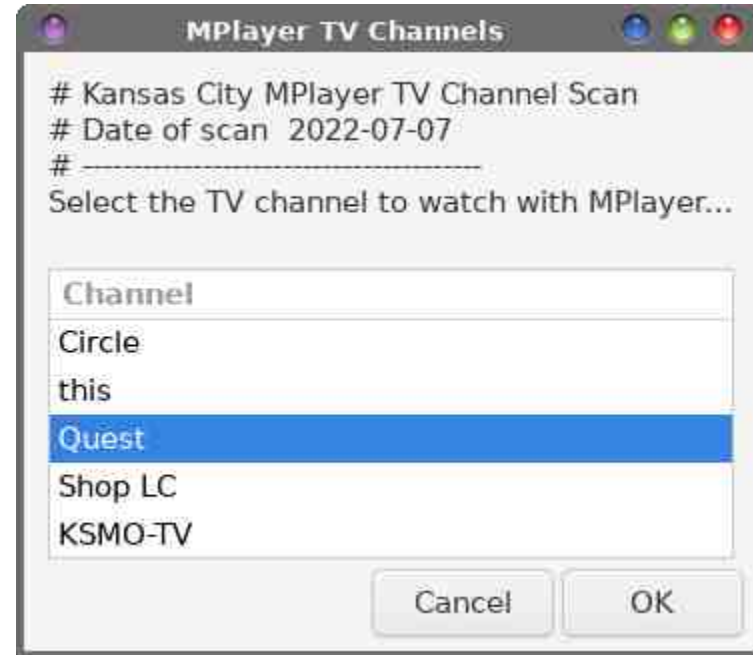 MPlayer TV Channels
# Kansas City MPlayer TV Channel Scan
# Date of scan  2022-07-07
# ----------------------------------------
Select the TV channel to watch with MPlayer...
Channel
Circle
this
Quest
Shop LC
KSMO-TV
Cancel
OK